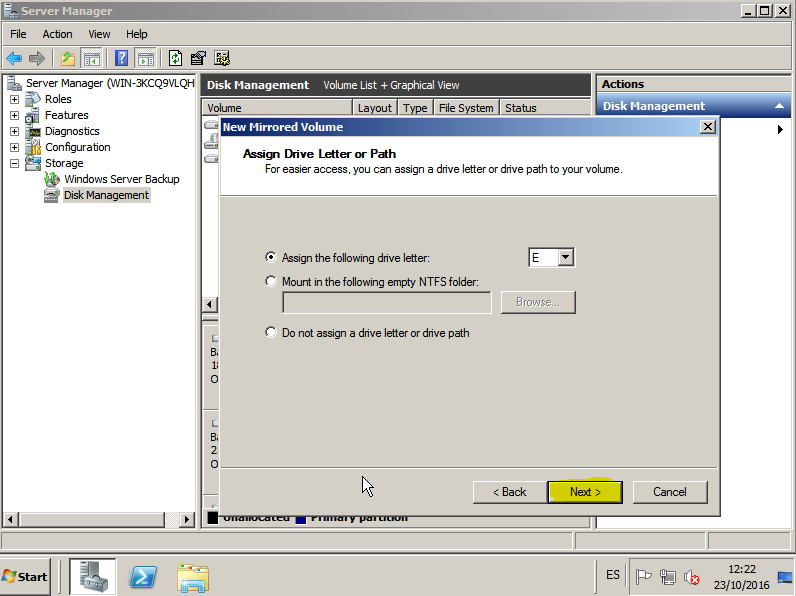 Server Manager
File Action View Help
Server Manager (WIN-3KCQ9VLQH
Roles
Features
Diagnostics
Configuration
Storage
Windows Server Backup
Disk Management
Disk Management Volume List + Graphical View
Volume Layout Type File System Status
Actions
Disk Management
New Mirrored Volume
Assign Drive Letter or Path
For easier access, you can assign a drive letter or drive path to your volume.
Assign the following drive letter: E
Mount in the following empty NTFS folder:
Browse...
Do not assign a drive letter or drive path
Ba
18
O
Ba
2.
O
< Back Next > Cancel
Unallocated Primary partition
Start
ES
12:22
23/10/2016